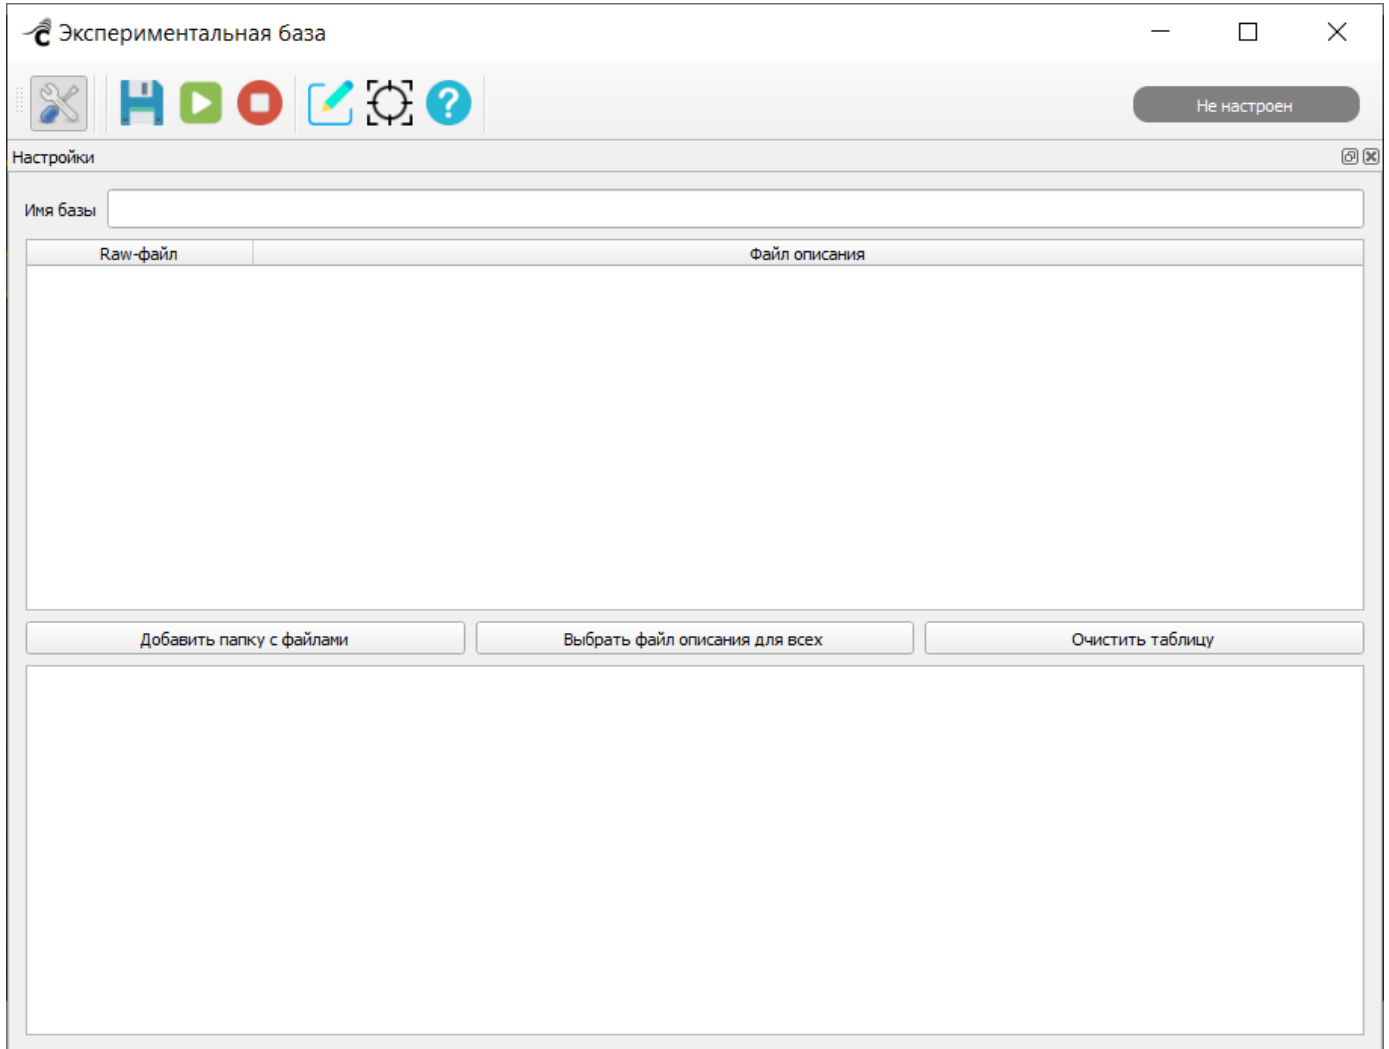 Экспериментальная база
Не настроен
Настройки
Имя базы
Raw-файл Файл описания
Добавить папку с файлами Выбрать файл описания для всех Очистить таблицу